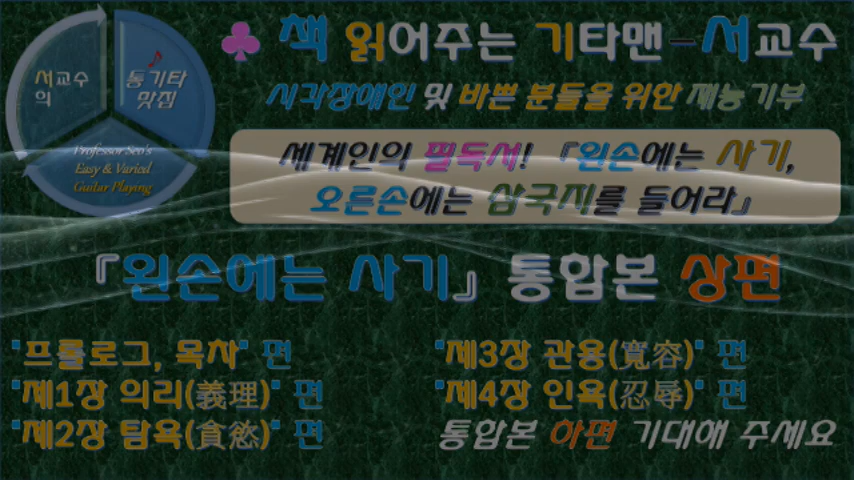 서교수의
통기타 맛집
Professor Seo's
Easy & Varied
Guitar Playing
♣ 책 읽어주는 기타맨-서교수
시각장애인 및 바쁜 분들을 위한 재능기부
세계인의 필독서! 『왼손에는 사기,
오른손에는 삼국지를 들어라』
『왼손에는 사기』 통합본 상편
"프롤로그, 목차" 편
"제1장 의리(義理)" 편
"제2장 탐욕(貪慾)" 편
"제3장 관용(寬容)" 편
"제4장 인욕(忍辱)" 편
통합본 하편 기대해 주세요